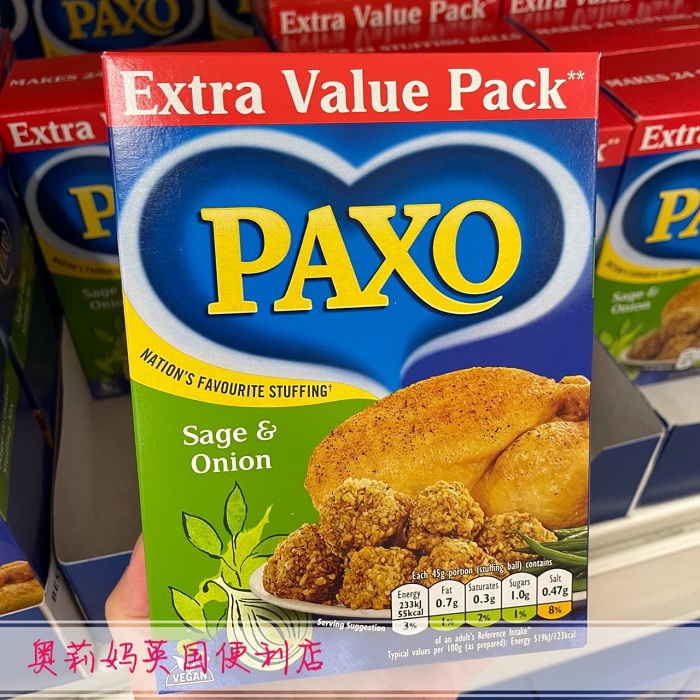 PAXO
Extra Value Pack
Extra Value Pack**
MAKES 24
Extra
PAXO
Sage &
Onion
NATION'S FAVOURITE STUFFING†
Sage &
Onion
Each 45g portion (stuffing ball) contains
Energy 233kJ 55kcal 3%
Fat 0.7g 1%
Saturates 0.3g 2%
Sugars 1.0g 1%
Salt 0.47g 8%
of an adult's Reference Intake*
Typical values per 100g (as prepared): Energy 519kJ/123kcal
Serving Suggestion
VEGAN
奥莉妈英国便利店